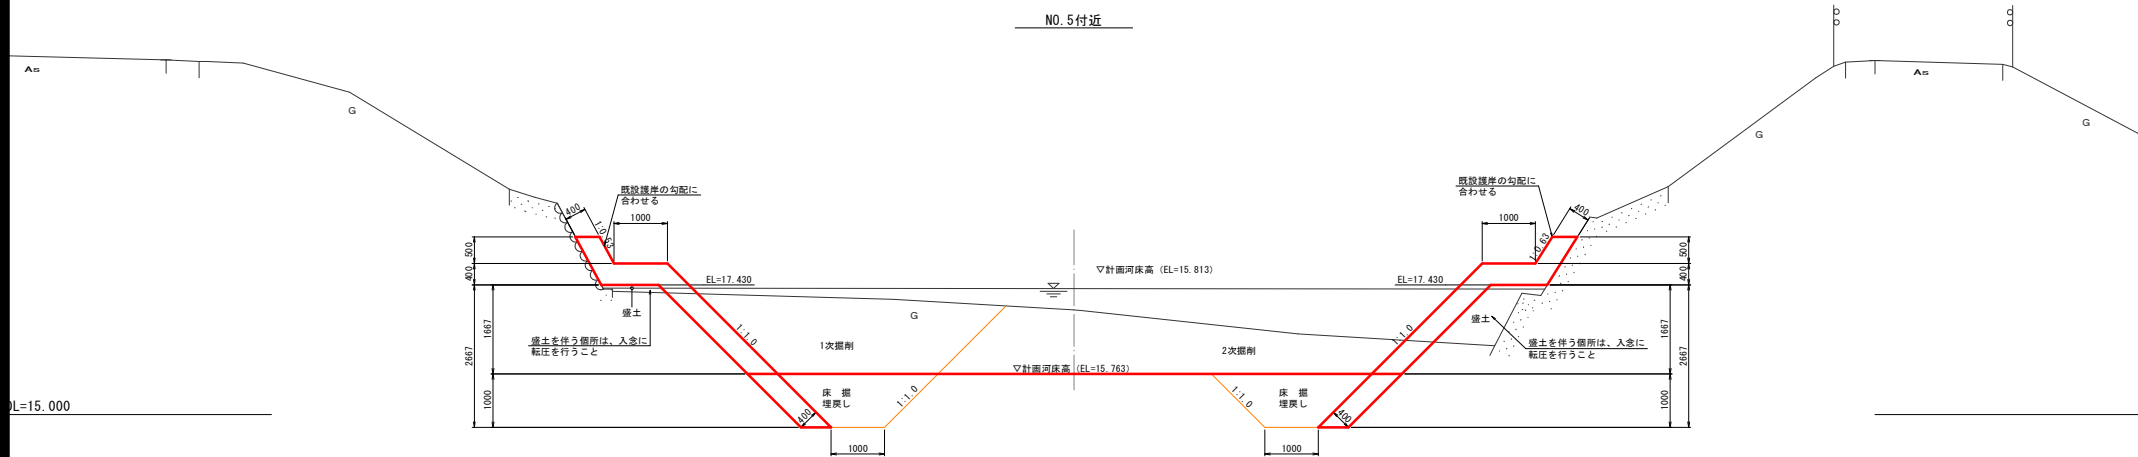 NO.5付近
As
G
As
G
G
既設護岸の勾配に
合わせる
既設護岸の勾配に
合わせる
400
1:0.63
1000
1000
1:0.63
400
500
400
500
400
▽計画河床高 (EL=15.813)
EL=17.430
EL=17.430
盛土
G
盛土
1:1.0
1:1.0
盛土を伴う個所は、入念に
転圧を行うこと
盛土を伴う個所は、入念に
転圧を行うこと
1次掘削
2次掘削
1667
2667
1667
2667
▽計画河床高 (EL=15.763)
床 掘
埋戻し
床 掘
埋戻し
1:1.0
1:1.0
1000
1000
400
400
DL=15.000
1000
1000